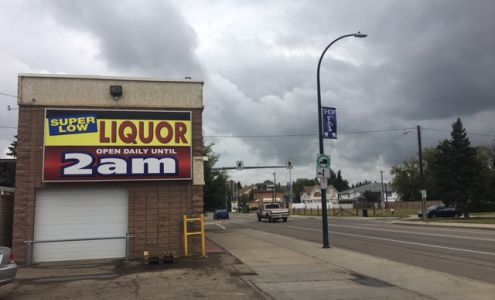 SUPER
LOW
LIQUOR
OPEN DAILY UNTIL
2am